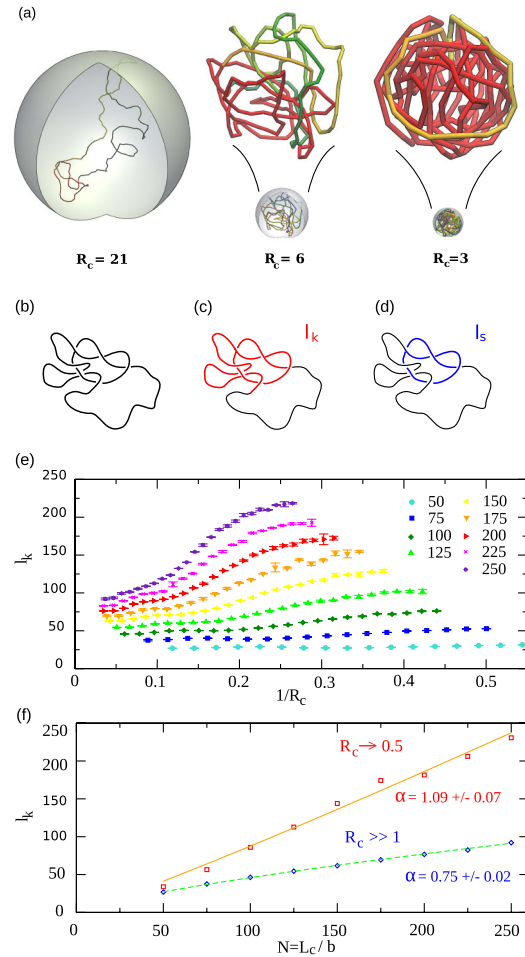 (a)
R_c = 21
R_c = 6
R_c = 3
(b)
(c)
(d)
l_k
l_s
(e)
250
200
150
100
50
0
l_k
50
75
100
125
150
175
200
225
250
0
0.1
0.2
0.3
0.4
0.5
1/R_c
(f)
250
200
150
100
50
0
l_k
R_c → 0.5
α = 1.09 +/- 0.07
R_c >> 1
α = 0.75 +/- 0.02
0
50
100
150
200
250
N=L_c / b